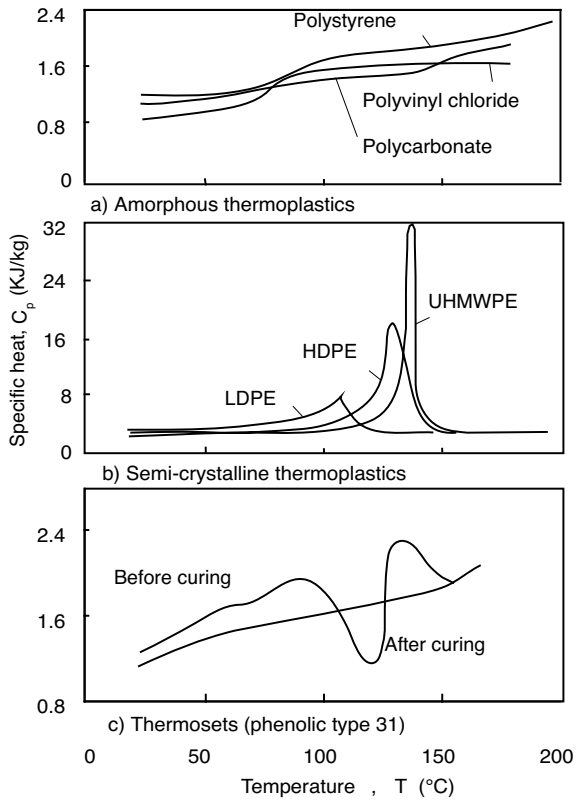 2.4
Polystyrene
1.6
Polyvinyl chloride
0.8
Polycarbonate
0
a) Amorphous thermoplastics
32
24
UHMWPE
16
HDPE
8
LDPE
0
Specific heat, Cp (KJ/kg)
b) Semi-crystalline thermoplastics
2.4
Before curing
1.6
After curing
0.8
c) Thermosets (phenolic type 31)
0 50 100 150 200
Temperature , T (°C)